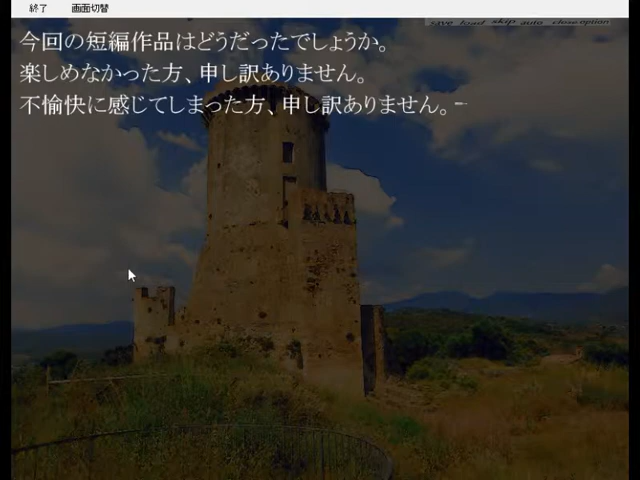 終了 画面切替
save load skip auto close option
今回の短編作品はどうだったでしょうか。
楽しめなかった方、申し訳ありません。
不愉快に感じてしまった方、申し訳ありません。